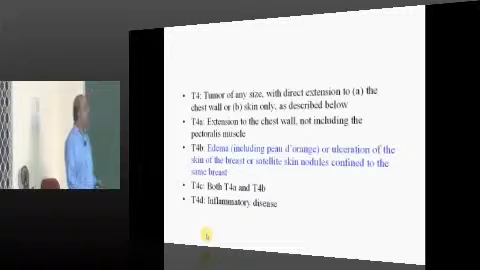 • T4: Tumor of any size, with direct extension to (a) the
chest wall or (b) skin only, as described below
• T4a: Extension to the chest wall, not including the
pectoralis muscle
• T4b: Edema (including peau d'orange) or ulceration of the
skin of the breast or satellite skin nodules confined to the
same breast
• T4c: Both T4a and T4b
• T4d: Inflammatory disease